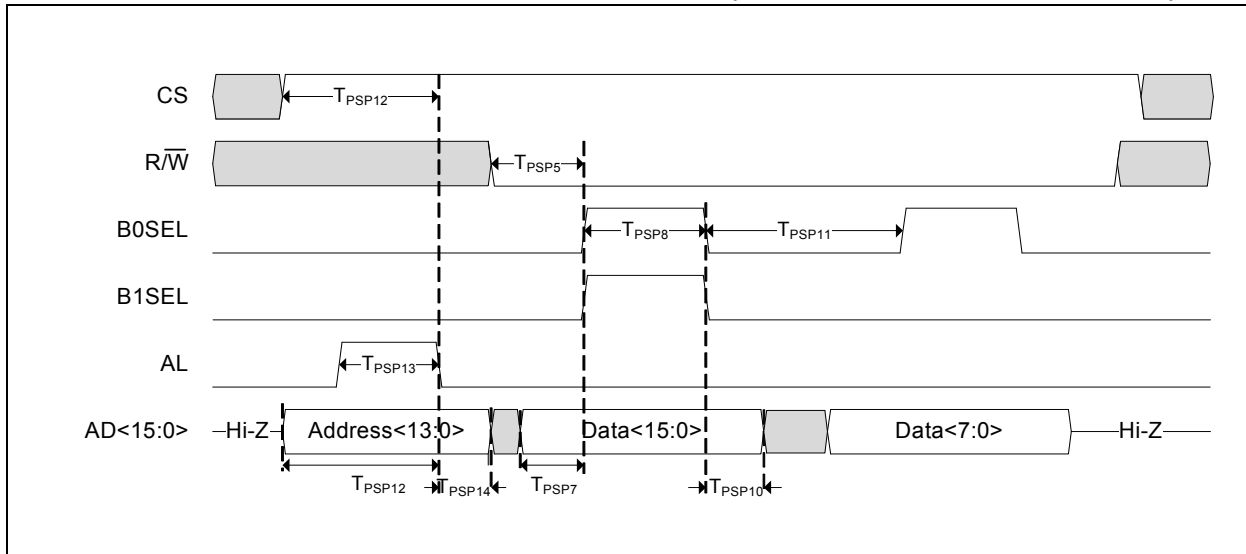 CS
T_PSP12
R/W̅
T_PSP5
B0SEL
T_PSP8
T_PSP11
B1SEL
AL
T_PSP13
AD<15:0>
Hi-Z
Address<13:0>
Data<15:0>
Data<7:0>
Hi-Z
T_PSP12
T_PSP14
T_PSP7
T_PSP10